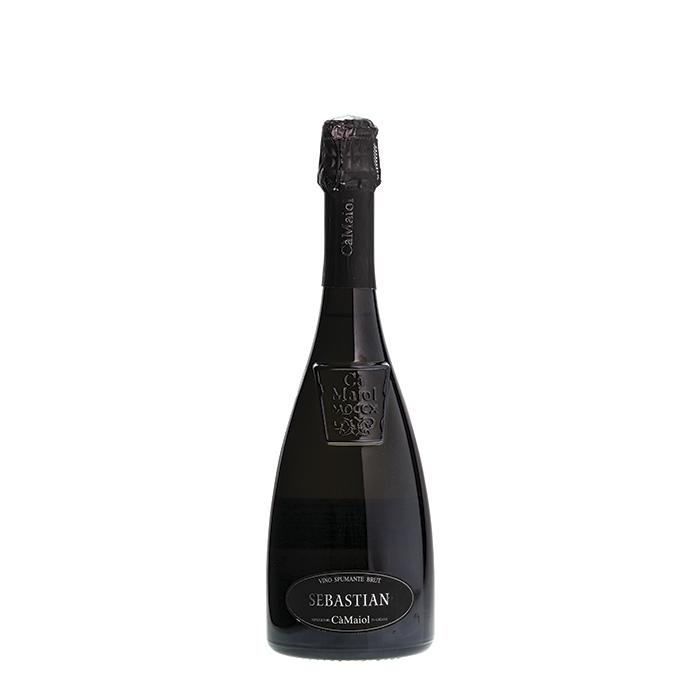 CàMaiol
Cà
Maiol
MDCCX
VINO SPUMANTE BRUT
SEBASTIAN
CàMaiol